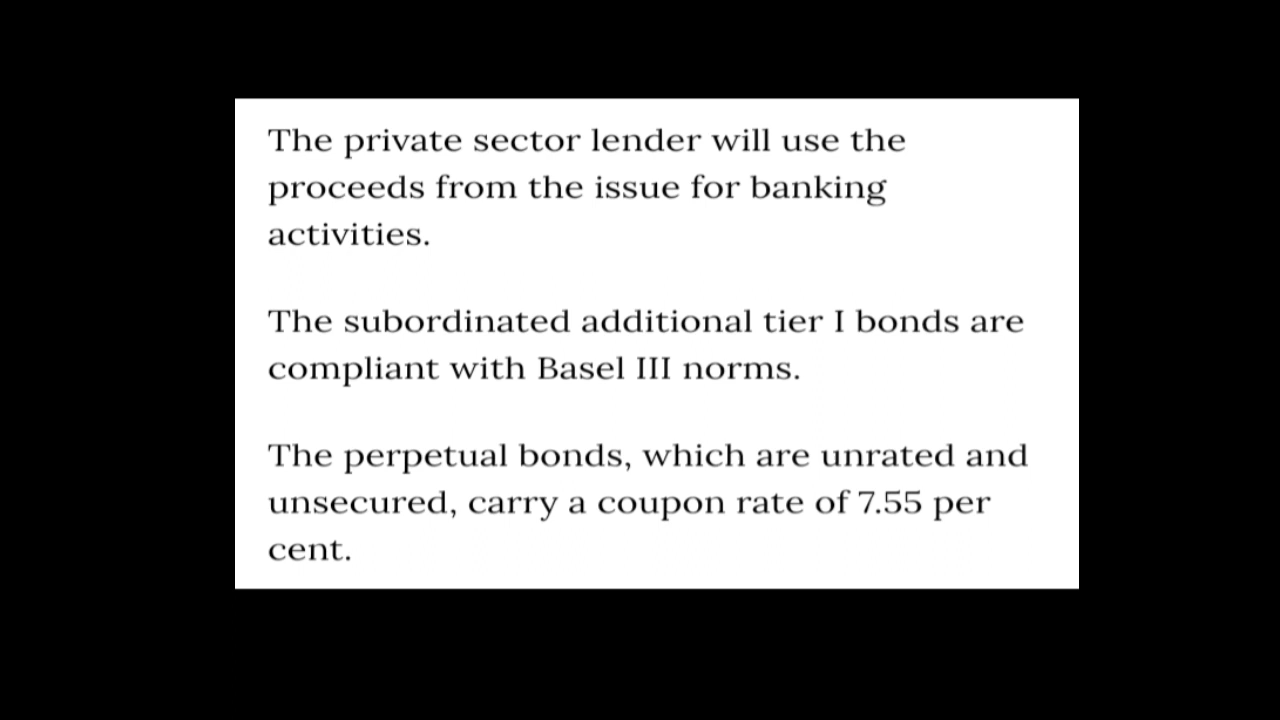 The private sector lender will use the
proceeds from the issue for banking
activities.
The subordinated additional tier I bonds are
compliant with Basel III norms.
The perpetual bonds, which are unrated and
unsecured, carry a coupon rate of 7.55 per
cent.